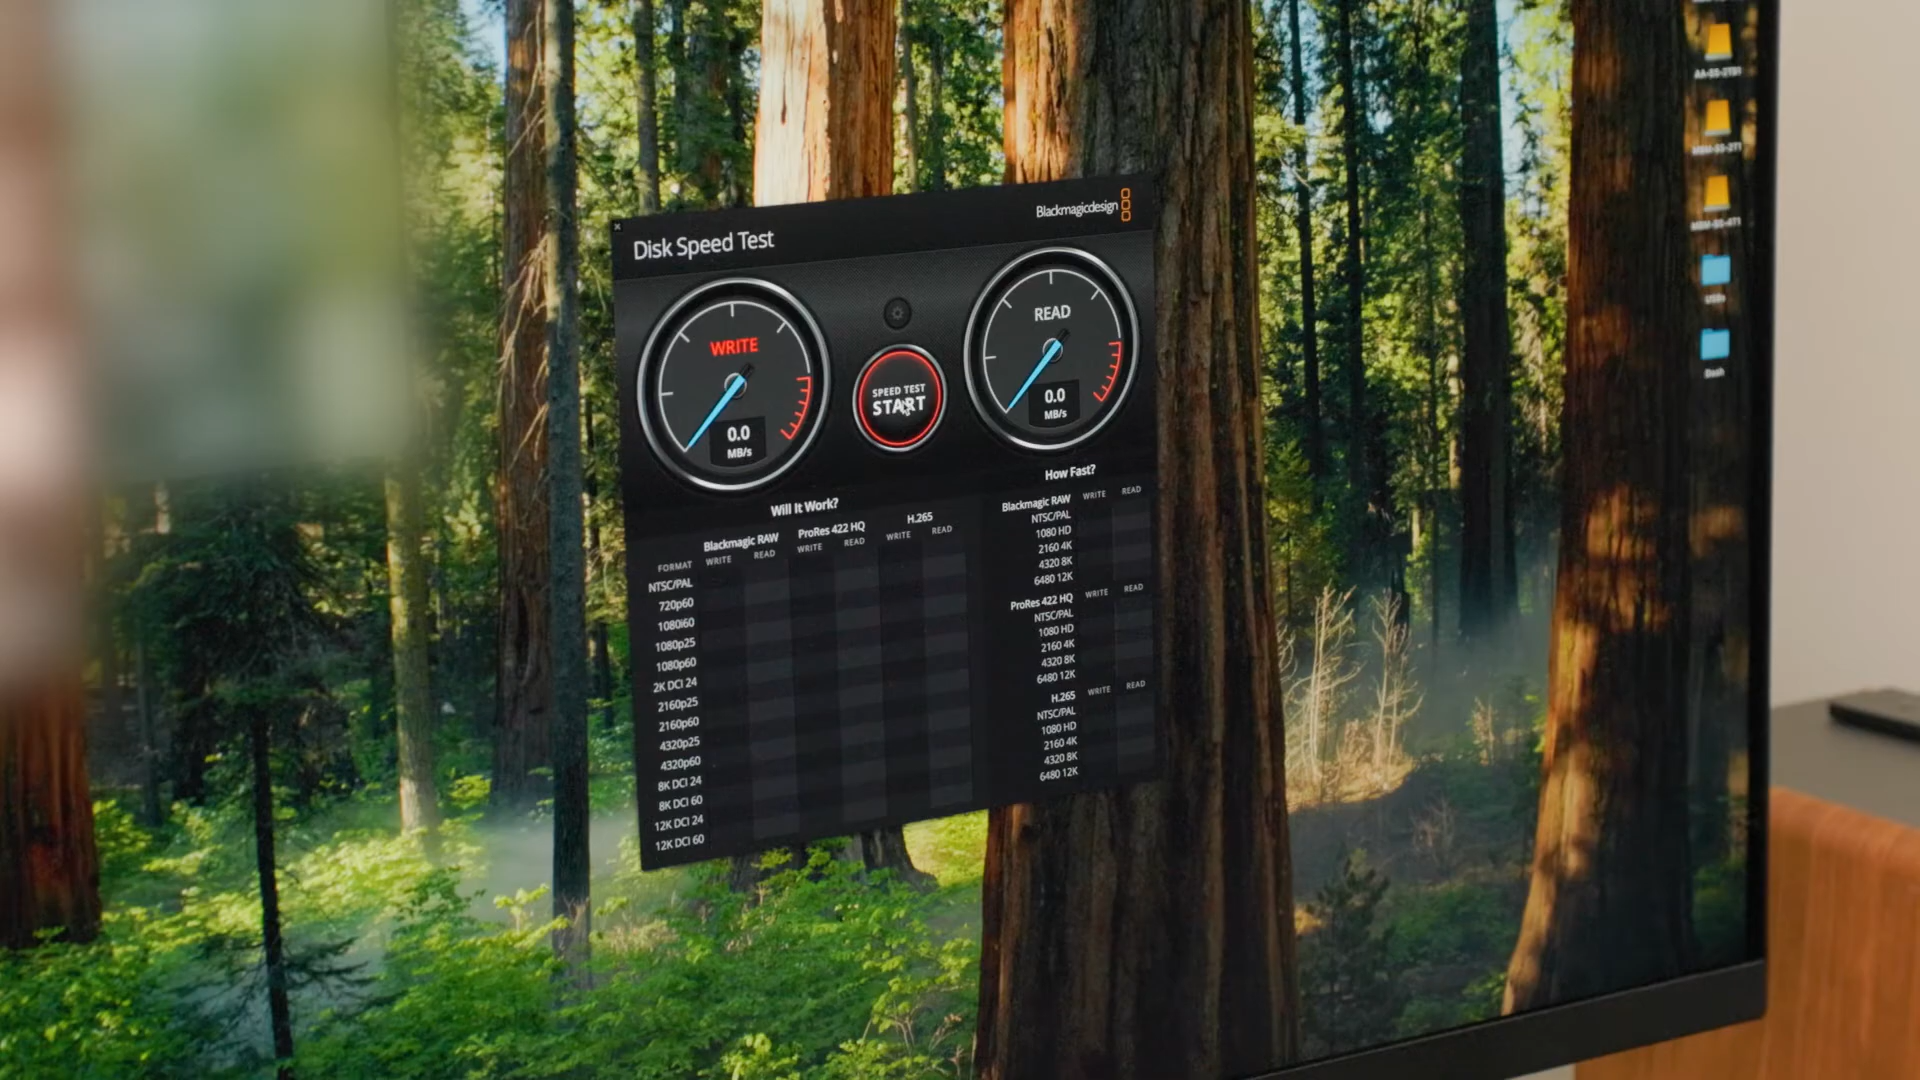 Blackmagicdesign
Disk Speed Test
WRITE
0.0
MB/s
SPEED TEST
START
READ
0.0
MB/s
Will It Work?
Blackmagic RAW
ProRes 422 HQ
H.265
FORMAT
WRITE
READ
WRITE
READ
WRITE
READ
NTSC/PAL
720p60
1080i60
1080p25
1080p60
2K DCI 24
2160p25
2160p60
4320p25
4320p60
8K DCI 24
8K DCI 60
12K DCI 24
12K DCI 60
How Fast?
Blackmagic RAW
WRITE
READ
NTSC/PAL
1080 HD
2160 4K
4320 8K
6480 12K
ProRes 422 HQ
WRITE
READ
NTSC/PAL
1080 HD
2160 4K
4320 8K
6480 12K
H.265
WRITE
READ
NTSC/PAL
1080 HD
2160 4K
4320 8K
6480 12K
Dash